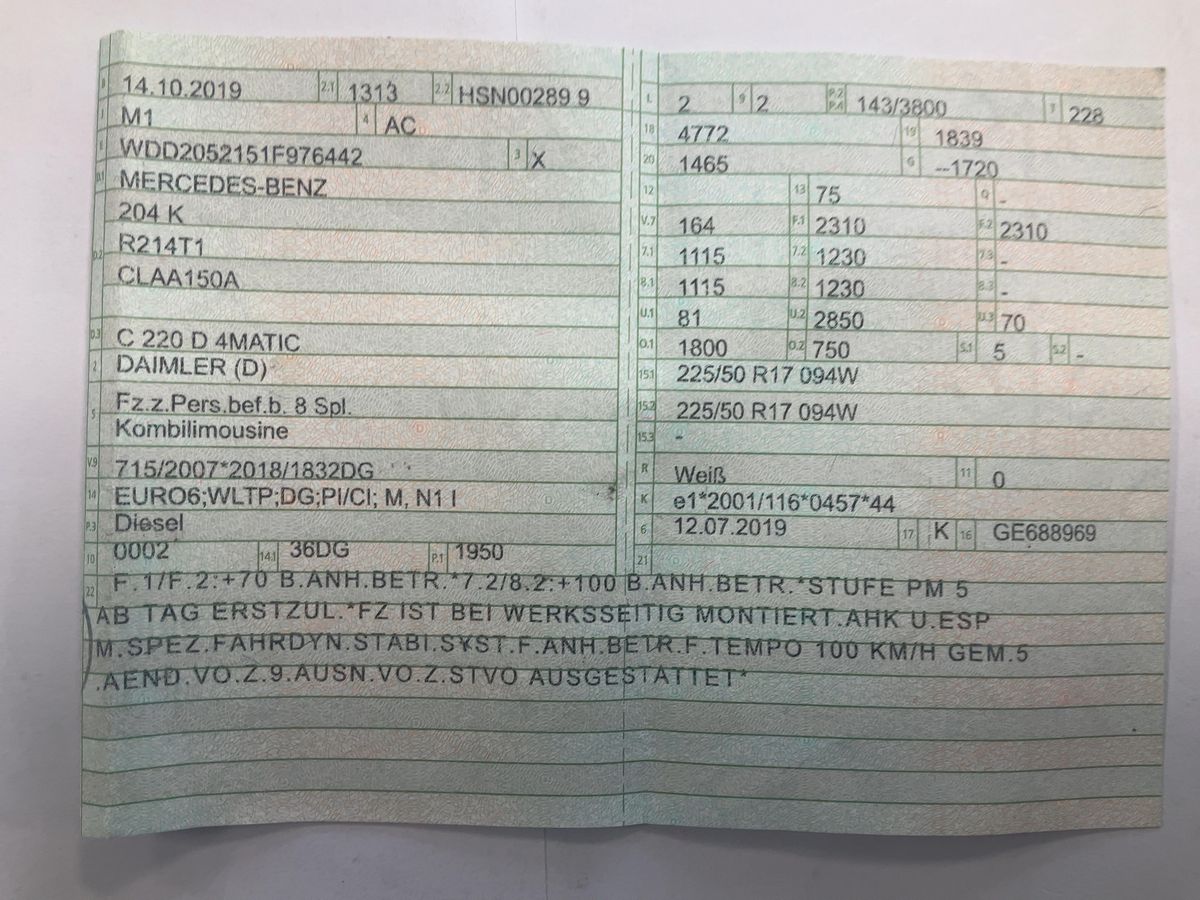 B 14.10.2019 2.1 1313 2.2 HSN00289 9
J M1 4 AC
E WDD2052151F976442 3 X
D.1 MERCEDES-BENZ
204 K
D.2 R214T1
CLAA150A
D.3 C 220 D 4MATIC
2 DAIMLER (D)
5 Fz.z.Pers.bef.b. 8 Spl.
Kombilimousine
V.9 715/2007*2018/1832DG
14 EURO6;WLTP;DG;PI/CI; M, N1 I
P.3 Diesel
10 0002 14.1 36DG P.1 1950
L 2 9 2 P.2 P.4 143/3800 T 228
18 4772 19 1839
20 1465 G --1720
12 13 75 Q -
V.7 164 F.1 2310 F.2 2310
7.1 1115 7.2 1230 7.3 -
8.1 1115 8.2 1230 8.3 -
U.1 81 U.2 2850 U.3 70
O.1 1800 O.2 750 S.1 5 S.2 -
15.1 225/50 R17 094W
15.2 225/50 R17 094W
15.3 -
R Weiß 11 0
K e1*2001/116*0457*44
6 12.07.2019 17 K 16 GE688969
21
22 F.1/F.2:+70 B.ANH.BETR.*7.2/8.2:+100 B.ANH.BETR.*STUFE PM 5
AB TAG ERSTZUL.*FZ IST BEI WERKSSEITIG MONTIERT.AHK U.ESP
M.SPEZ.FAHRDYN.STABI.SYST.F.ANH.BETR.F.TEMPO 100 KM/H GEM.5
.AEND.VO.Z.9.AUSN.VO.Z.STVO AUSGESTATTET*